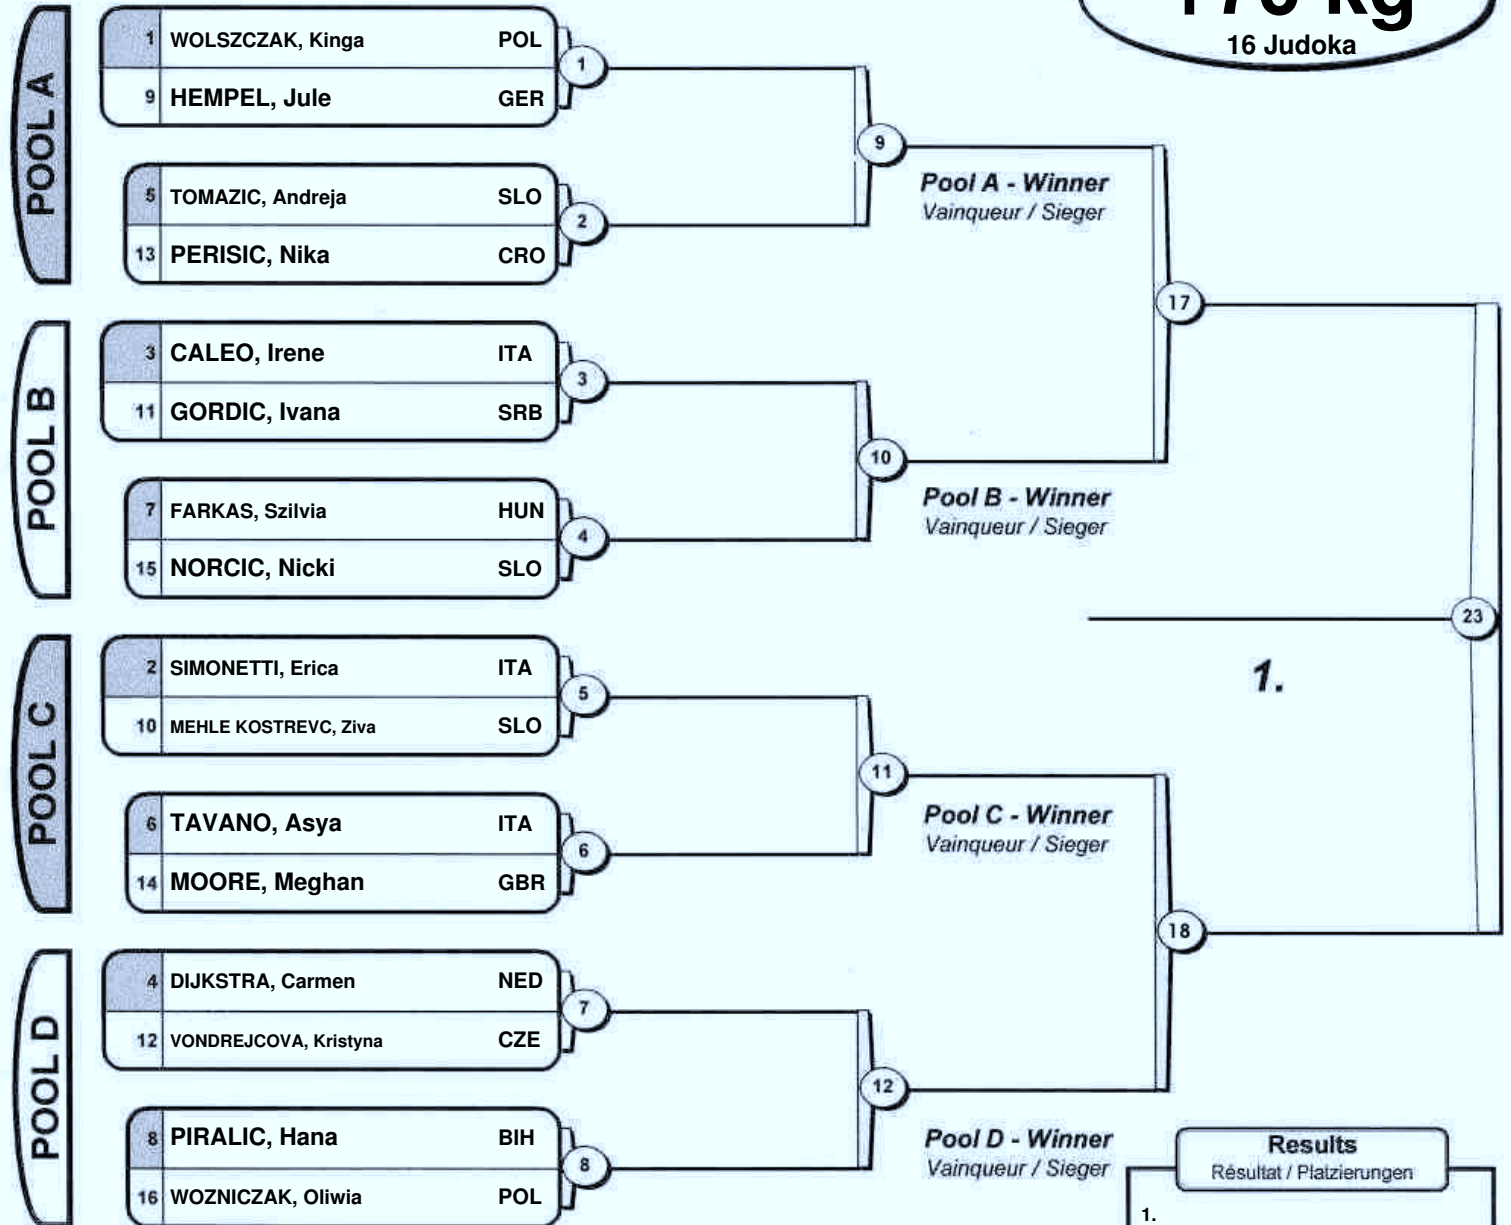 16 Judoka
POOL A
1 WOLSZCZAK, Kinga POL
9 HEMPEL, Jule GER
1
5 TOMAZIC, Andreja SLO
13 PERISIC, Nika CRO
2
9
Pool A - Winner
Vainqueur / Sieger
POOL B
3 CALEO, Irene ITA
11 GORDIC, Ivana SRB
3
7 FARKAS, Szilvia HUN
15 NORCIC, Nicki SLO
4
10
Pool B - Winner
Vainqueur / Sieger
17
POOL C
2 SIMONETTI, Erica ITA
10 MEHLE KOSTREVC, Ziva SLO
5
6 TAVANO, Asya ITA
14 MOORE, Meghan GBR
6
11
Pool C - Winner
Vainqueur / Sieger
POOL D
4 DIJKSTRA, Carmen NED
12 VONDREJCOVA, Kristyna CZE
7
8 PIRALIC, Hana BIH
16 WOZNICZAK, Oliwia POL
8
12
Pool D - Winner
Vainqueur / Sieger
18
23
1.
Results
Résultat / Platzierungen
1.